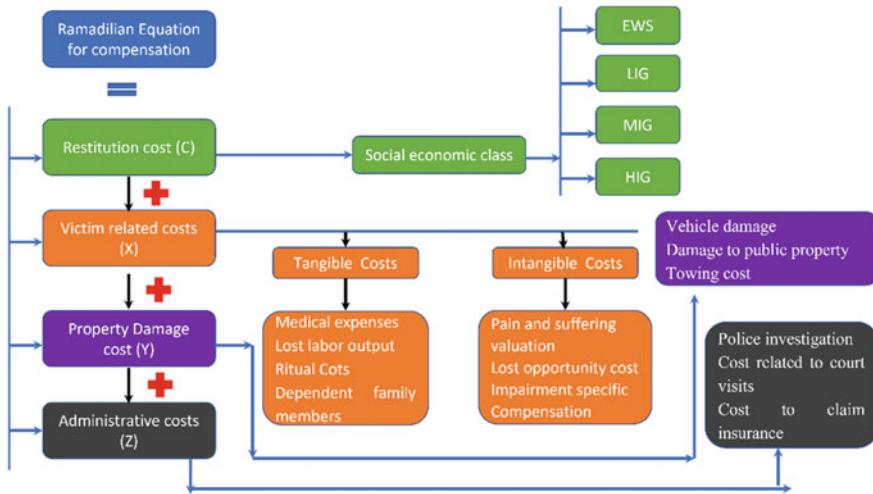 Ramadilian Equation
for compensation
=
Restitution cost (C)
Social economic class
EWS
LIG
MIG
HIG
Victim related costs
(X)
Tangible Costs
Medical expenses
Lost labor output
Ritual Cots
Dependent family
members
Intangible Costs
Pain and suffering
valuation
Lost opportunity cost
Impairment specific
Compensation
Property Damage
cost (Y)
Vehicle damage
Damage to public property
Towing cost
Administrative costs
(Z)
Police investigation
Cost related to court
visits
Cost to claim
insurance